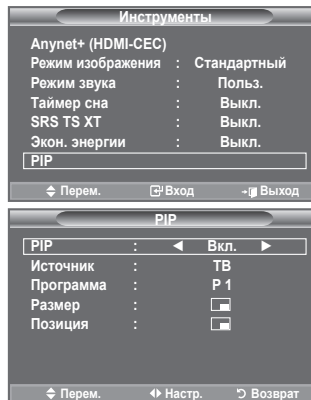 Инструменты
Anynet+ (HDMI-CEC)
Режим изображения : Стандартный
Режим звука : Польз.
Таймер сна : Выкл.
SRS TS XT : Выкл.
Экон. энергии : Выкл.
PIP
Перем. Вход Выход
PIP
PIP : Вкл.
Источник : ТВ
Программа : P 1
Размер :
Позиция :
Перем. Настр. Возврат